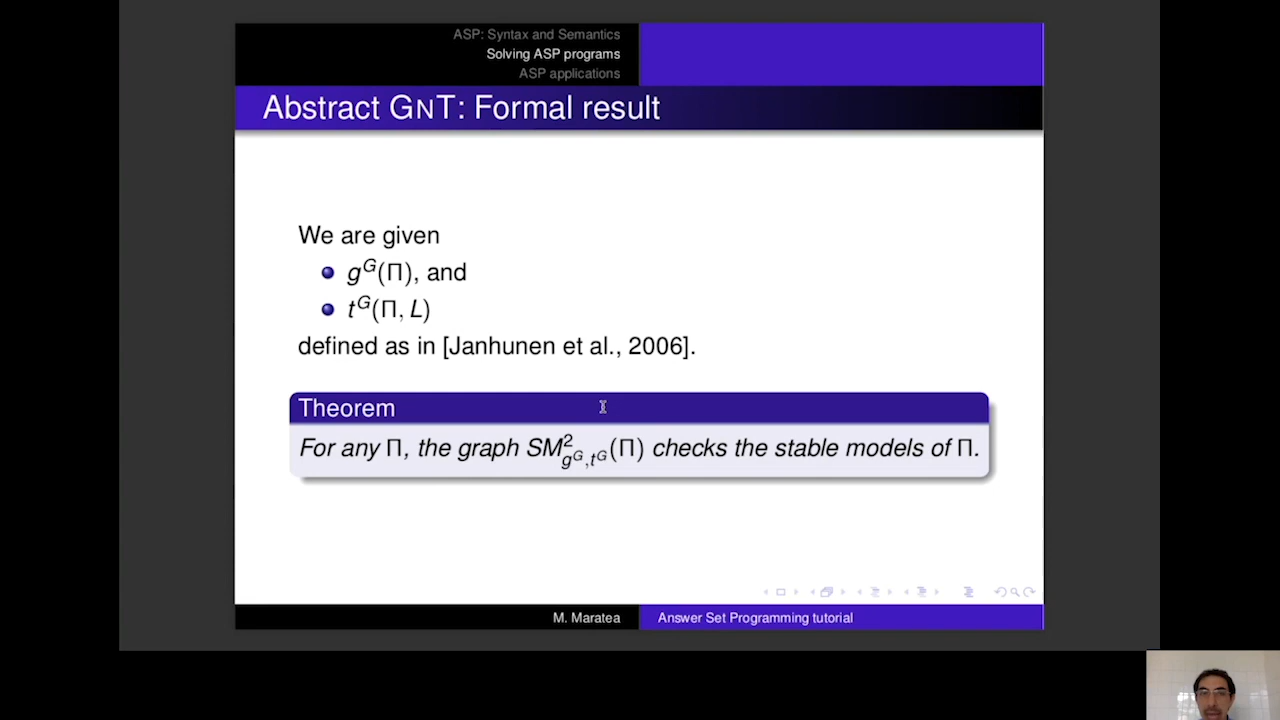 ASP: Syntax and Semantics
Solving ASP programs
ASP applications
Abstract GNT: Formal result
We are given
g^G(Π), and
t^G(Π, L)
defined as in [Janhunen et al., 2006].
Theorem
For any Π, the graph SM²_{g^G,t^G}(Π) checks the stable models of Π.
M. Maratea
Answer Set Programming tutorial